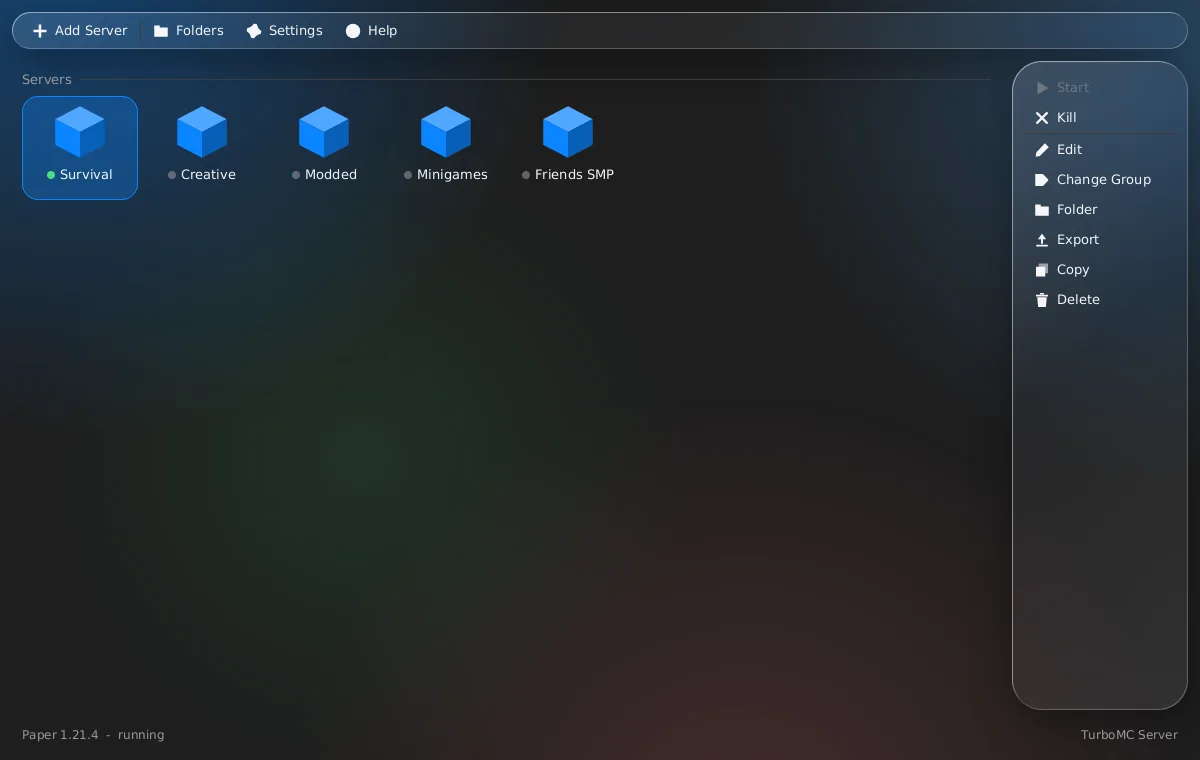 Add Server
Folders
Settings
Help
Servers
Survival
Creative
Modded
Minigames
Friends SMP
Start
Kill
Edit
Change Group
Folder
Export
Copy
Delete
Paper 1.21.4 - running
TurboMC Server